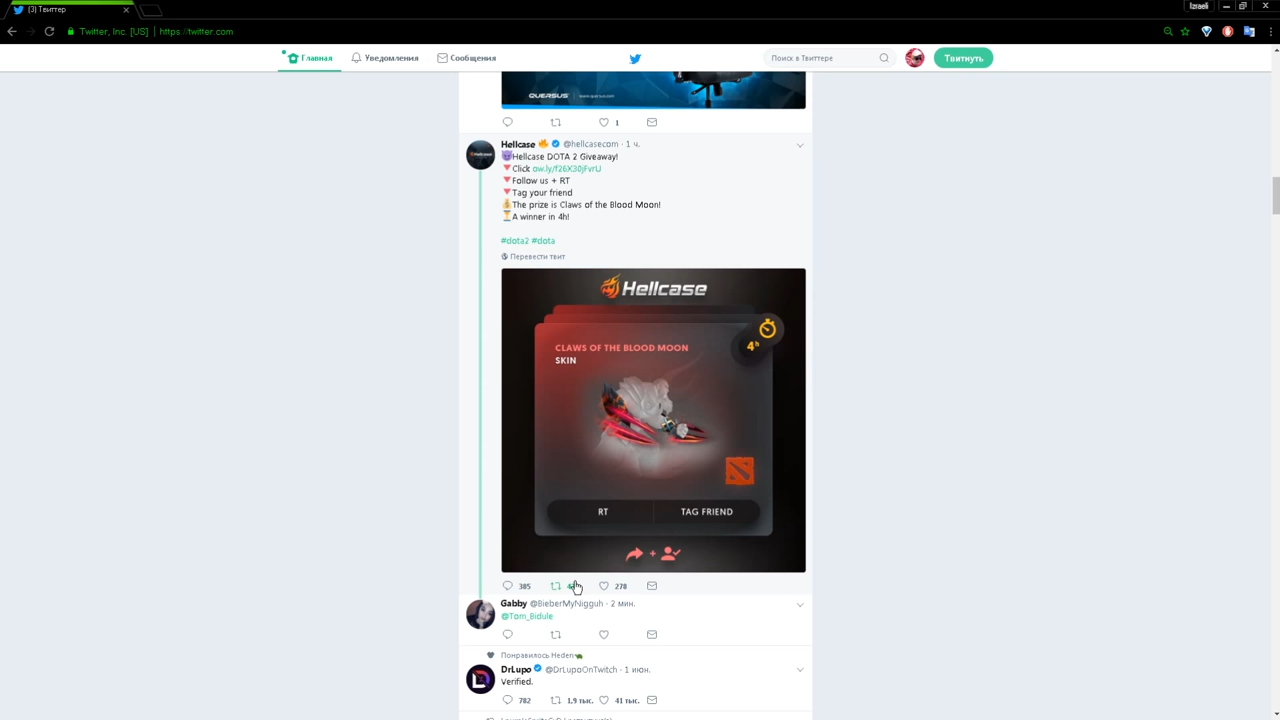 [3] Твиттер
Izraeli
Twitter, Inc. [US] | https://twitter.com
Главная
Уведомления
Сообщения
Поиск в Твиттере
Твитнуть
QUERSUS | www.quersus.com
1
Hellcase @hellcasecom · 1 ч.
Hellcase DOTA 2 Giveaway!
Click ow.ly/f26X30jFvrU
Follow us + RT
Tag your friend
The prize is Claws of the Blood Moon!
A winner in 4h!
#dota2 #dota
Перевести твит
Hellcase
CLAWS OF THE BLOOD MOON
SKIN
4h
RT
TAG FRIEND
+
385
278
Gabby @BieberMyNigguh · 2 мин.
@Tom_Bidule
Понравилось Heden
DrLupo @DrLupoOnTwitch · 1 июн.
Verified.
702 1,9 тыс. 41 тыс.